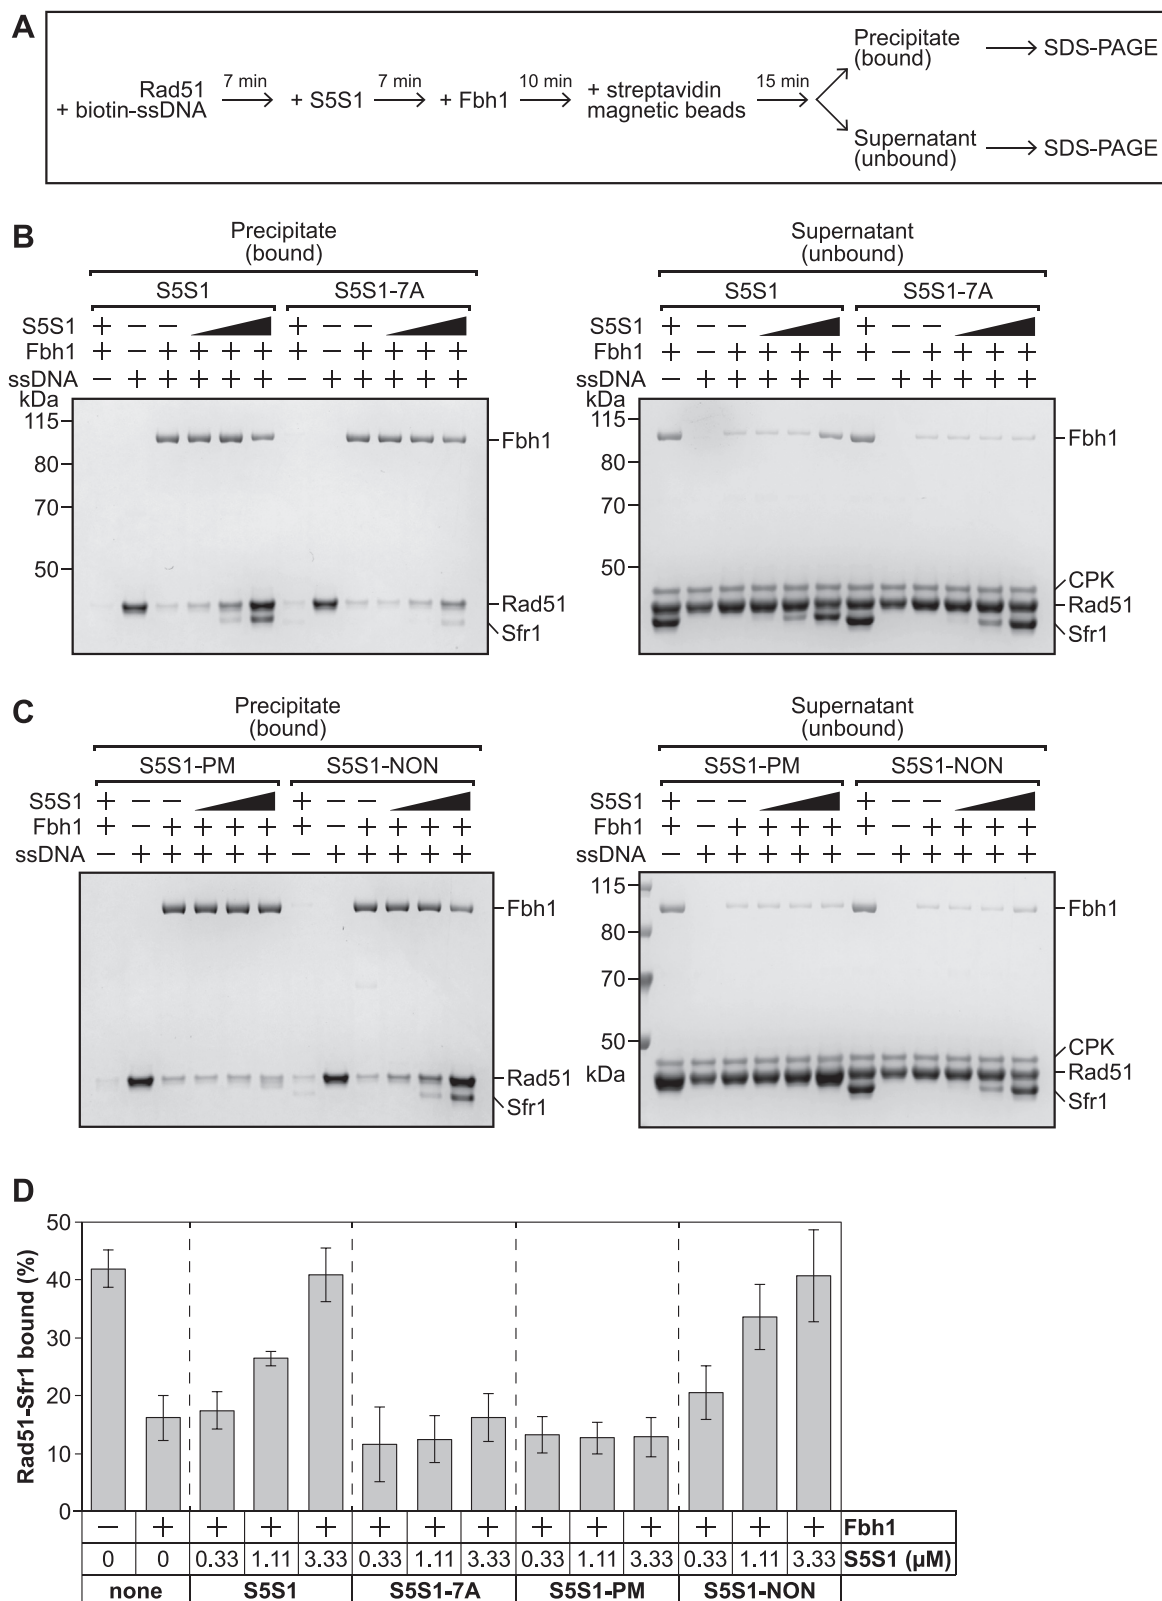 A
Rad51
+ biotin-ssDNA
7 min
+ S5S1
7 min
+ Fbh1
10 min
+ streptavidin
magnetic beads
15 min
Precipitate
(bound)
SDS-PAGE
Supernatant
(unbound)
SDS-PAGE
B
Precipitate
(bound)
S5S1 S5S1-7A
S5S1 + − − + − −
Fbh1 + − + + + + + − + + + +
ssDNA − + + + + + − + + + + +
kDa
115
80
70
50
Fbh1
Rad51
Sfr1
Supernatant
(unbound)
S5S1 S5S1-7A
S5S1 + − − + − −
Fbh1 + − + + + + + − + + + +
ssDNA − + + + + + − + + + + +
kDa
115
80
70
50
Fbh1
CPK
Rad51
Sfr1
C
Precipitate
(bound)
S5S1-PM S5S1-NON
S5S1 + − − + − −
Fbh1 + − + + + + + − + + + +
ssDNA − + + + + + − + + + + +
Fbh1
Rad51
Sfr1
Supernatant
(unbound)
S5S1-PM S5S1-NON
S5S1 + − − + − −
Fbh1 + − + + + + + − + + + +
ssDNA − + + + + + − + + + + +
115
80
70
50
kDa
Fbh1
CPK
Rad51
Sfr1
D
Rad51-Sfr1 bound (%)
50
40
30
20
10
0
− + + + + + + + + + + + + + Fbh1
0 0 0.33 1.11 3.33 0.33 1.11 3.33 0.33 1.11 3.33 0.33 1.11 3.33 S5S1 (µM)
none S5S1 S5S1-7A S5S1-PM S5S1-NON